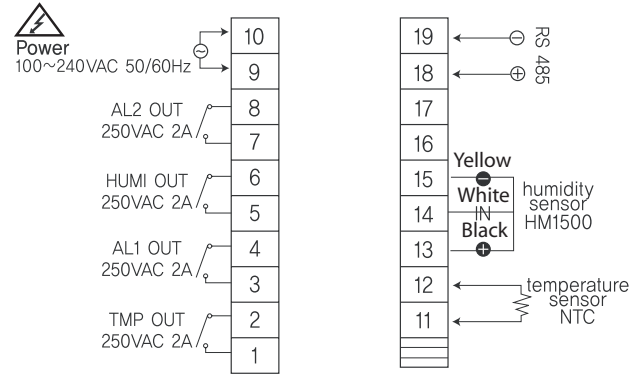 Power
100~240VAC 50/60Hz
10
9
AL2 OUT
250VAC 2A
8
7
HUMI OUT
250VAC 2A
6
5
AL1 OUT
250VAC 2A
4
3
TMP OUT
250VAC 2A
2
1
19
18
RS 485
17
16
15
Yellow
14
White
IN
13
Black
humidity
sensor
HM1500
12
11
temperature
sensor
NTC